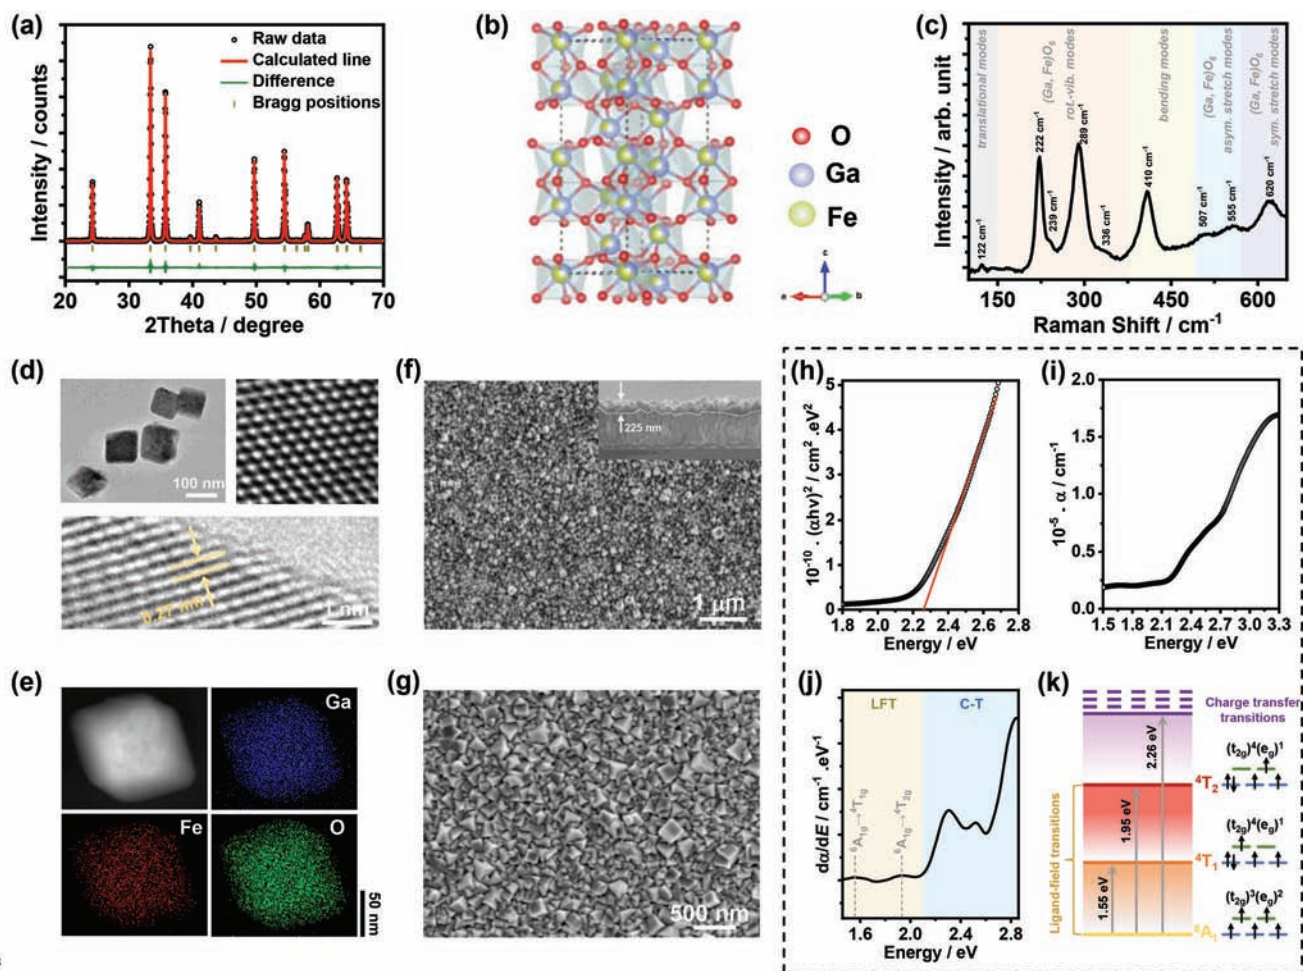 (a)
Raw data
Calculated line
Difference
Bragg positions
Intensity / counts
20 30 40 50 60 70
2Theta / degree
(b)
O
Ga
Fe
c
a
b
(c)
translational modes
(Ga, Fe)O6
rot.-vib. modes
bending modes
(Ga, Fe)O6
asym. stretch modes
(Ga, Fe)O6
sym. stretch modes
122 cm-1
222 cm-1
239 cm-1
289 cm-1
336 cm-1
410 cm-1
507 cm-1
555 cm-1
620 cm-1
Intensity / arb. unit
150 300 450 600
Raman Shift / cm-1
(d)
100 nm
0.27 nm
1 nm
(e)
Ga
Fe
O
50 nm
(f)
225 nm
1 μm
(g)
500 nm
(h)
5
4
3
2
1
0
10-10 . (αhν)2 / cm2 .eV2
1.8 2.0 2.2 2.4 2.6 2.8
Energy / eV
(i)
2.0
1.5
1.0
0.5
0.0
10-5 . α / cm-1
1.5 1.8 2.1 2.4 2.7 3.0 3.3
Energy / eV
(j)
LFT
C-T
6A1g→4T1g
6A1g→4T2g
dα/dE / cm-1 .eV-1
1.6 2.0 2.4 2.8
Energy / eV
(k)
Charge transfer
transitions
2.26 eV
1.95 eV
1.55 eV
(t2g)4(eg)1
4T2
(t2g)4(eg)1
4T1
(t2g)3(eg)2
6A1
Ligand-field transitions